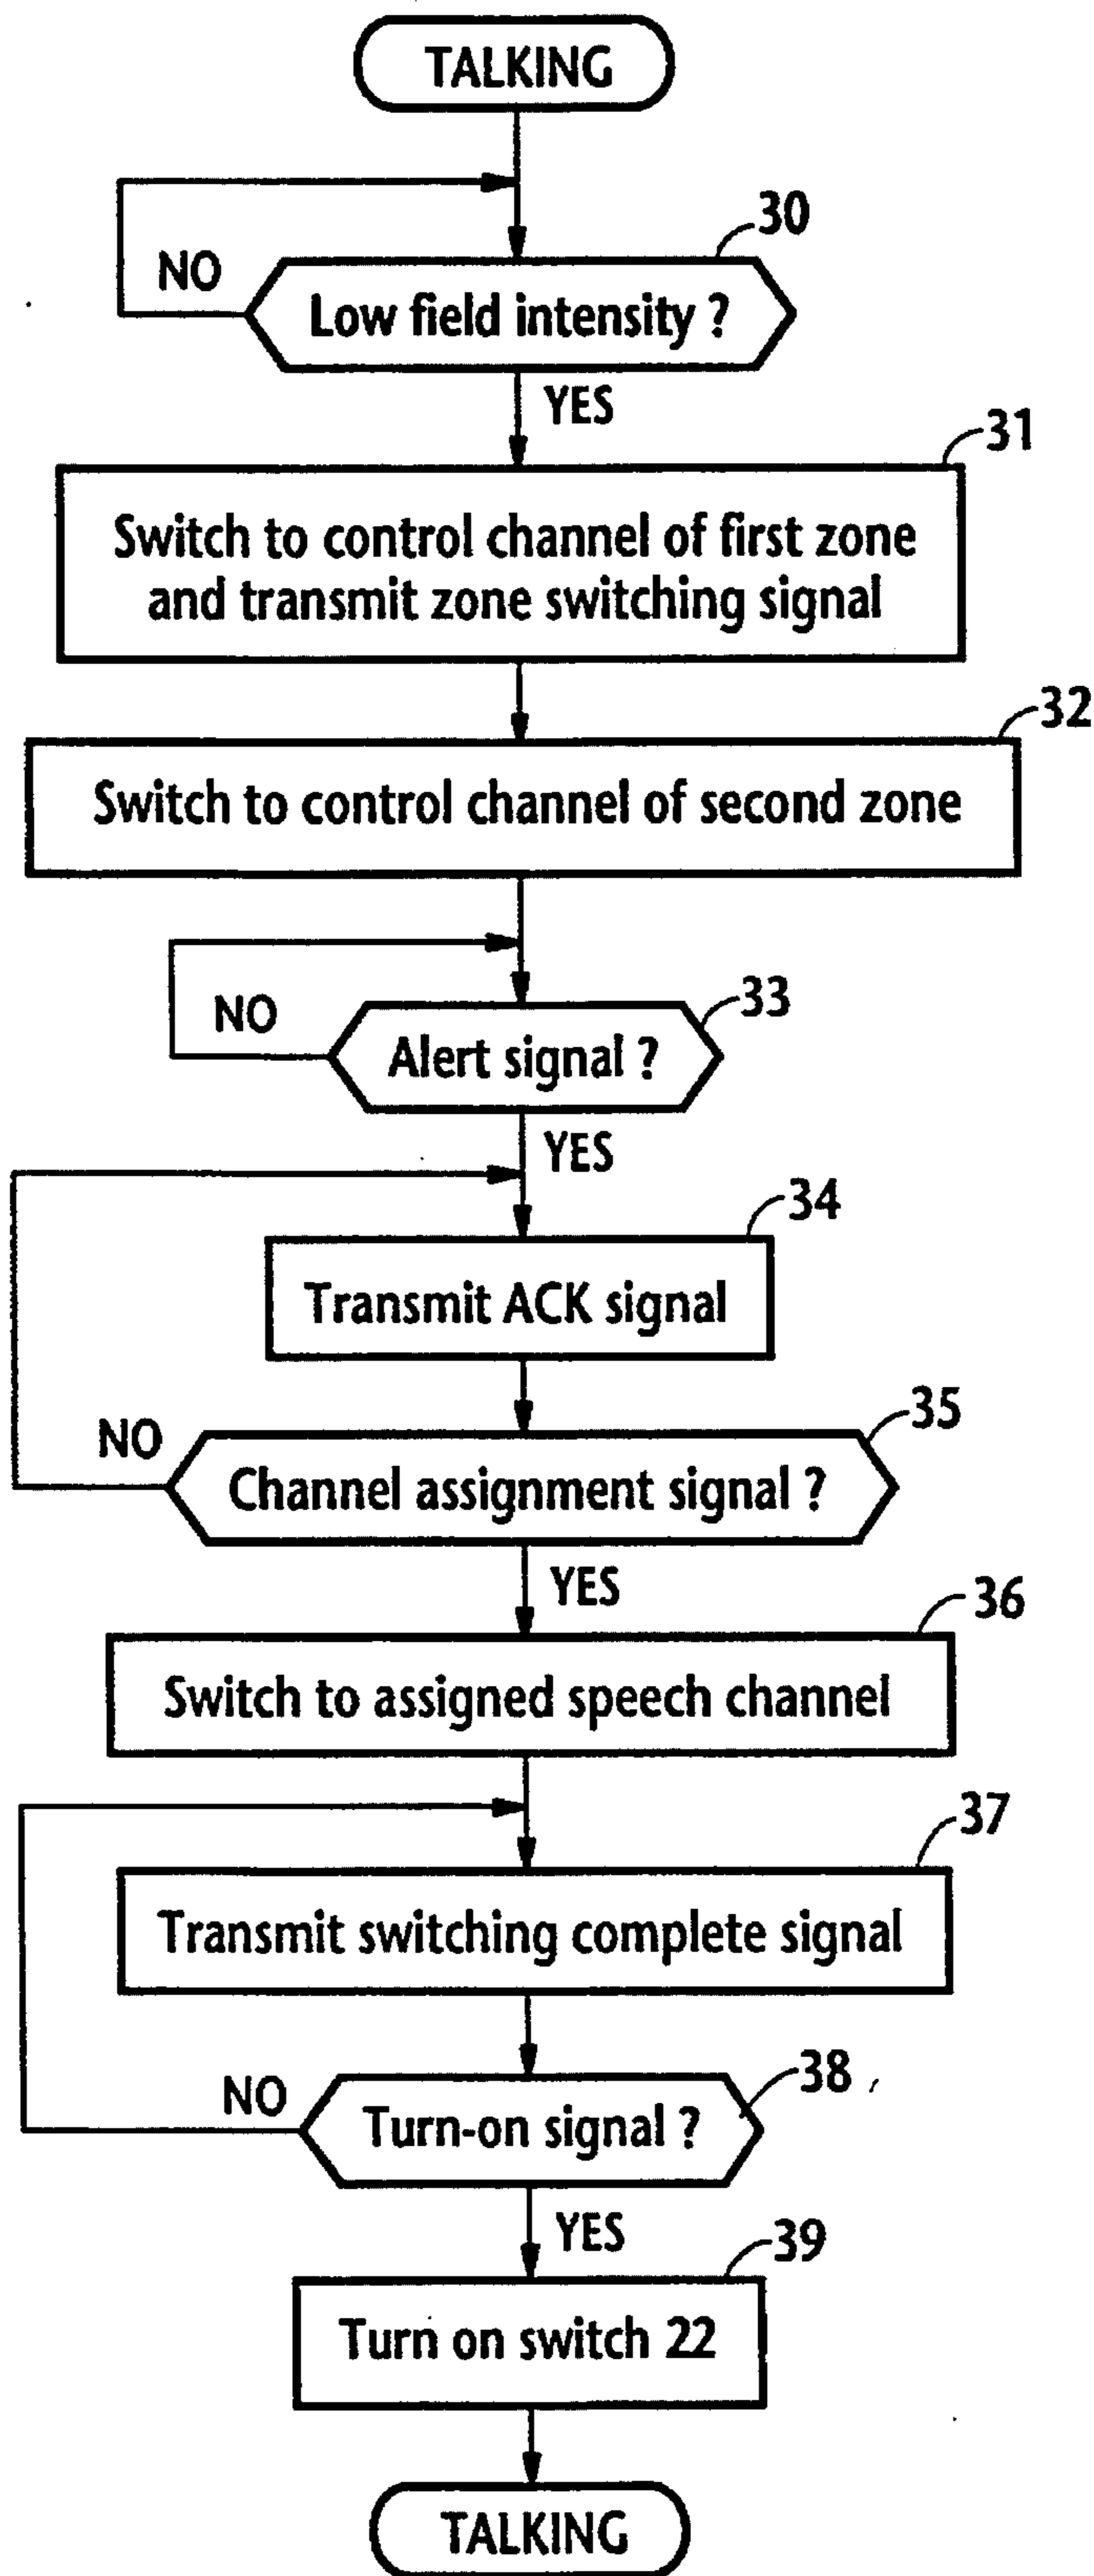 TALKING
30
NO
Low field intensity ?
YES
31
Switch to control channel of first zone
and transmit zone switching signal
32
Switch to control channel of second zone
33
NO
Alert signal ?
YES
34
Transmit ACK signal
35
NO
Channel assignment signal ?
YES
36
Switch to assigned speech channel
37
Transmit switching complete signal
38
NO
Turn-on signal ?
YES
39
Turn on switch 22
TALKING